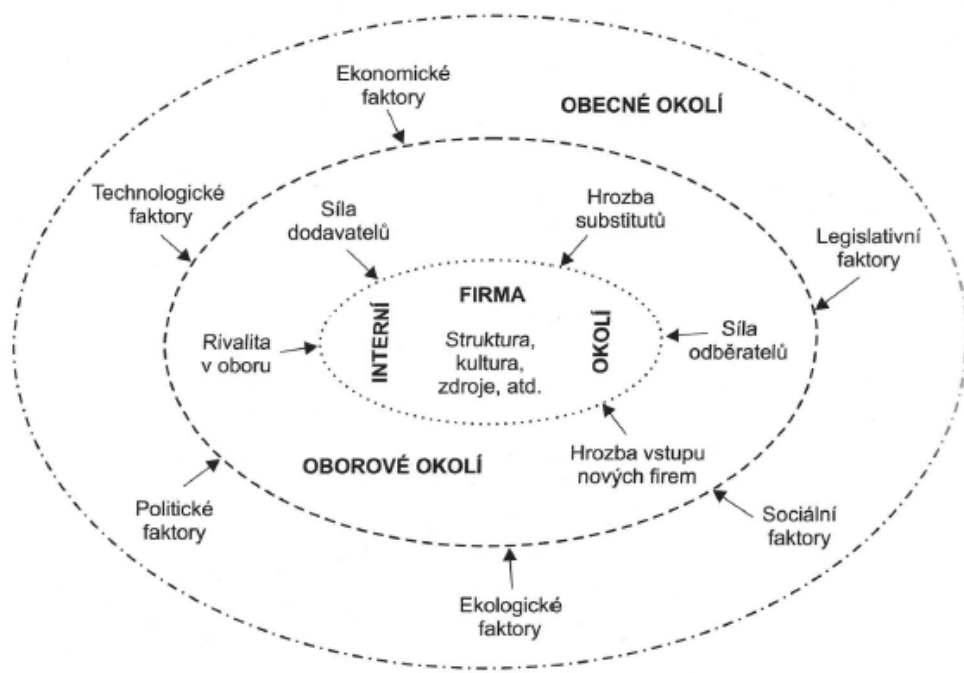 Ekonomické
faktory
OBECNÉ OKOLÍ
Technologické
faktory
Síla
dodavatelů
Hrozba
substitutů
Legislativní
faktory
FIRMA
INTERNÍ
OKOLÍ
Struktura,
kultura,
zdroje, atd.
Rivalita
v oboru
Síla
odběratelů
OBOROVÉ OKOLÍ
Hrozba vstupu
nových firem
Politické
faktory
Sociální
faktory
Ekologické
faktory